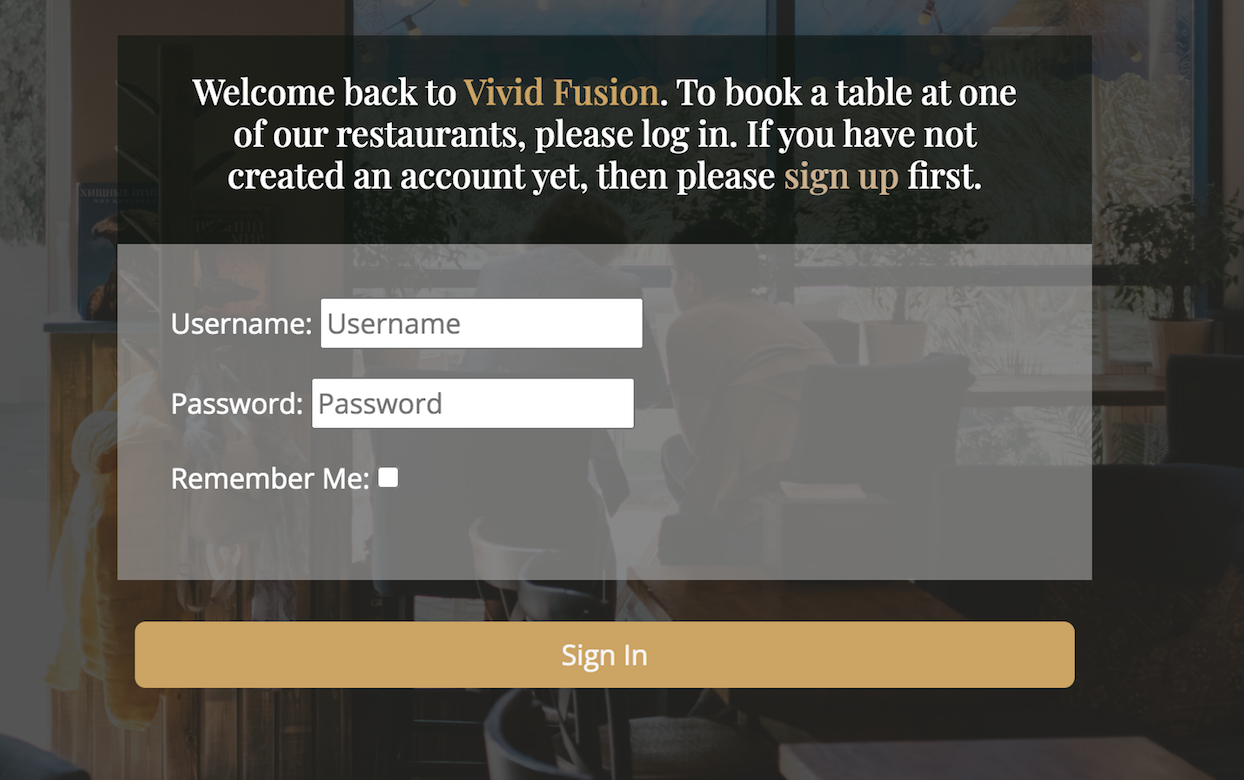 Welcome back to Vivid Fusion. To book a table at one
of our restaurants, please log in. If you have not
created an account yet, then please sign up first.
Username: Username
Password: Password
Remember Me:
Sign In